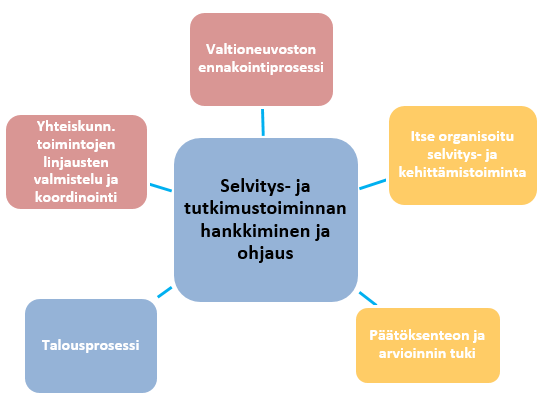 Valtioneuvoston
ennakointiprosessi
Yhteiskunn.
toimintojen
linjausten
valmistelu ja
koordinointi
Itse organisoitu
selvitys- ja
kehittämistoiminta
Selvitys- ja
tutkimustoiminnan
hankkiminen ja
ohjaus
Talousprosessi
Päätöksenteon ja
arvioinnin tuki